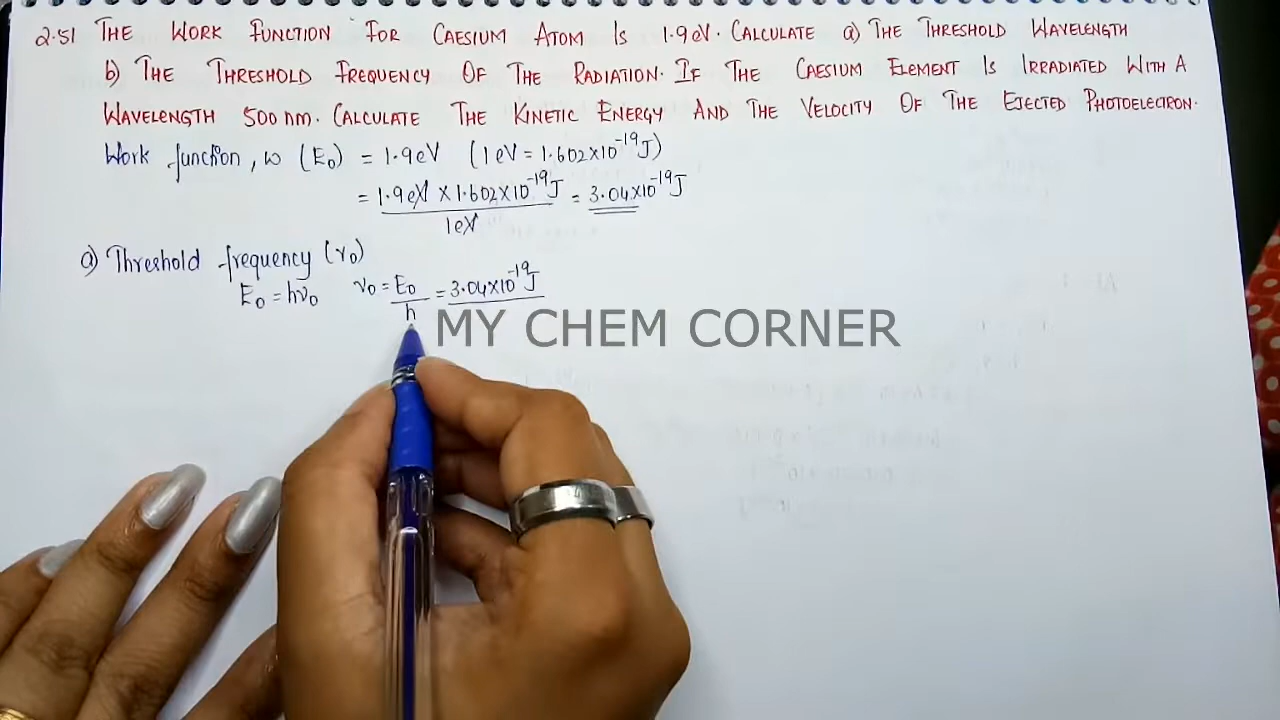 2.51 THE WORK FUNCTION FOR CAESIUM ATOM IS 1.9eV. CALCULATE a) THE THRESHOLD WAVELENGTH
b) THE THRESHOLD FREQUENCY OF THE RADIATION. IF THE CAESIUM ELEMENT IS IRRADIATED WITH A
WAVELENGTH 500 nm. CALCULATE THE KINETIC ENERGY AND THE VELOCITY OF THE EJECTED PHOTOELECTRON.
Work function, ω (E₀) = 1.9eV (1eV = 1.602×10⁻¹⁹J)
= 1.9eV × 1.602×10⁻¹⁹J / 1eV = 3.04×10⁻¹⁹J
a) Threshold frequency (ν₀)
E₀ = hν₀ ν₀ = E₀ / h = 3.04×10⁻¹⁹J
MY CHEM CORNER